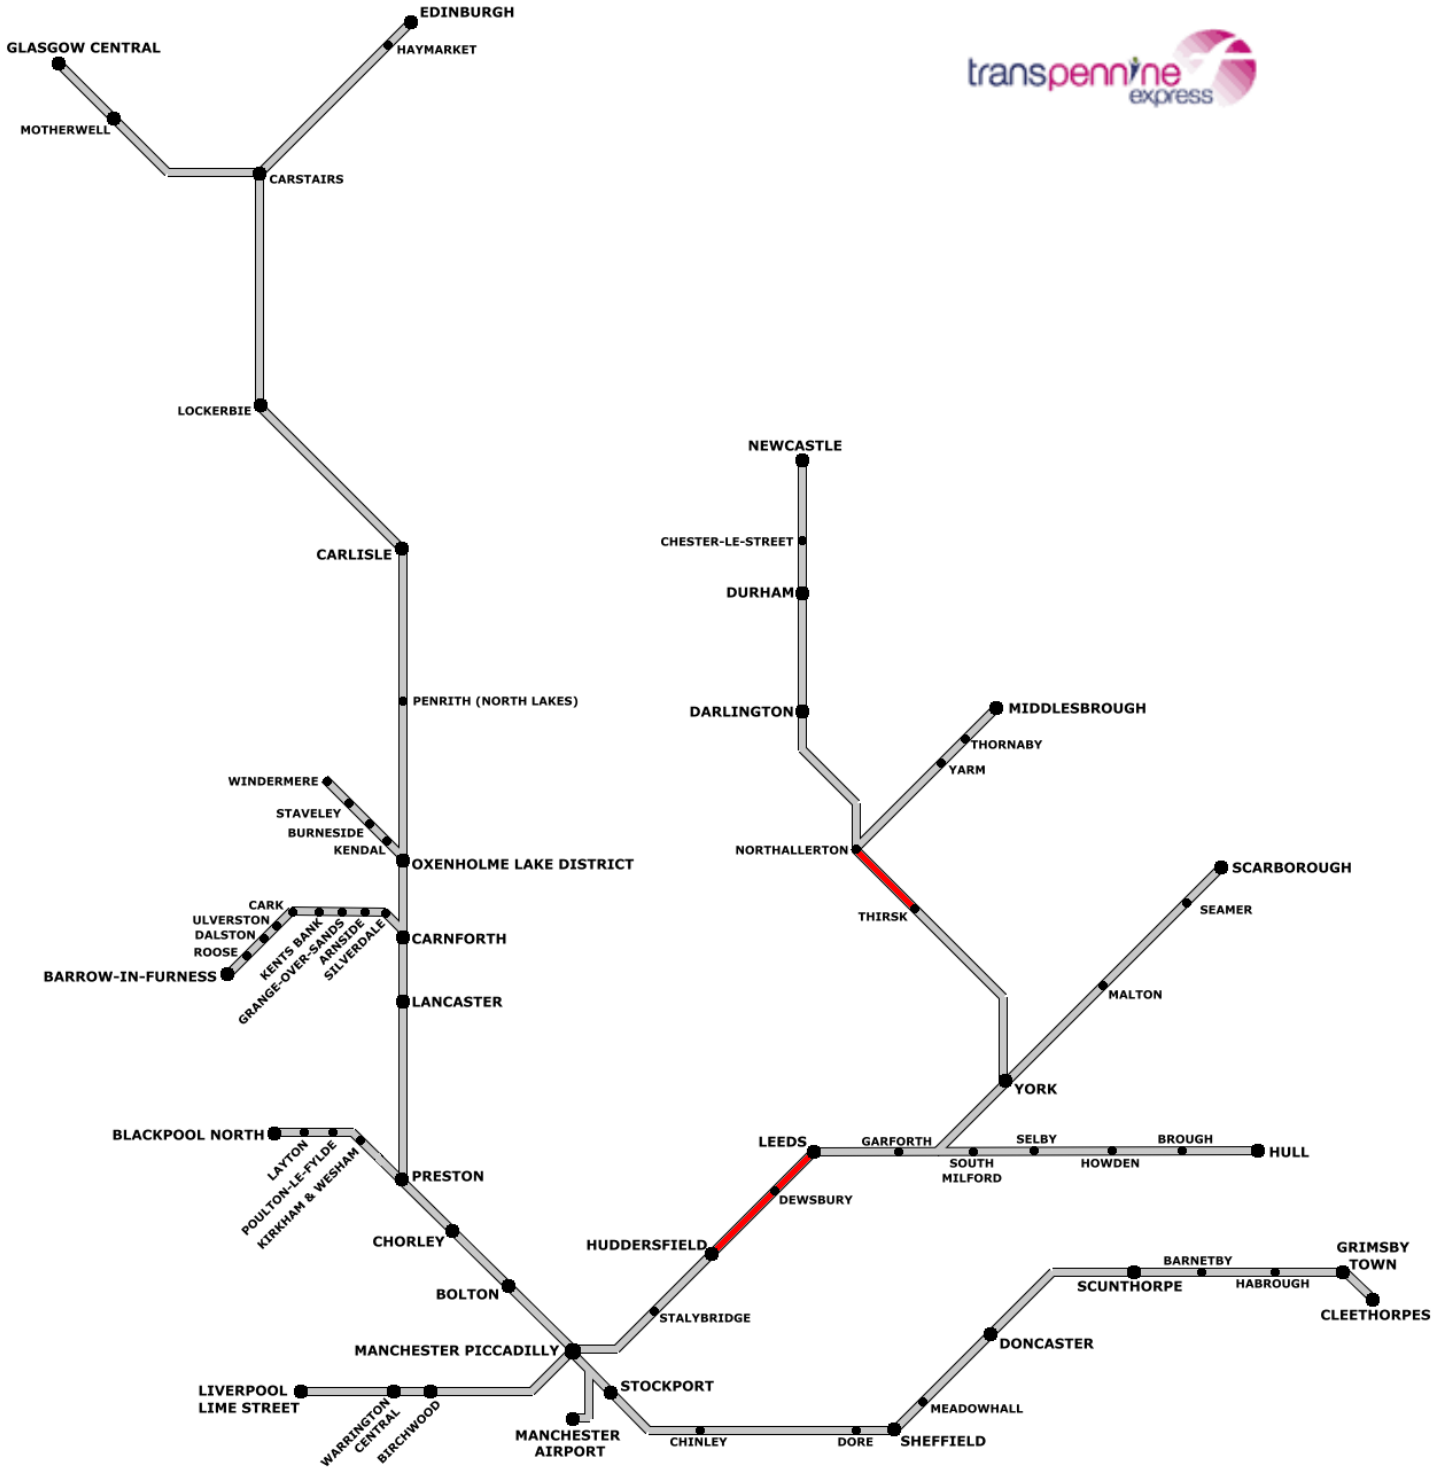 EDINBURGH
GLASGOW CENTRAL
HAYMARKET
transpennine
express
MOTHERWELL
CARSTAIRS
LOCKERBIE
NEWCASTLE
CHESTER-LE-STREET
CARLISLE
DURHAM
PENRITH (NORTH LAKES)
DARLINGTON
MIDDLESBROUGH
THORNABY
YARM
WINDERMERE
STAVELEY
BURNESIDE
KENDAL
NORTHALLERTON
OXENHOLME LAKE DISTRICT
SCARBOROUGH
CARK
ULVERSTON
DALSTON
ROOSE
BARROW-IN-FURNESS
KENTS BANK
GRANGE-OVER-SANDS
ARNSIDE
SILVERDALE
THIRSK
SEAMER
CARNFORTH
LANCASTER
MALTON
YORK
BLACKPOOL NORTH
LAYTON
POULTON-LE-FYLDE
KIRKHAM & WESHAM
PRESTON
LEEDS
GARFORTH
SOUTH
MILFORD
SELBY
HOWDEN
BROUGH
HULL
DEWSBURY
CHORLEY
HUDDERSFIELD
BOLTON
STALYBRIDGE
GRIMSBY
TOWN
BARNETBY
HABROUGH
SCUNTHORPE
CLEETHORPES
MANCHESTER PICCADILLY
DONCASTER
LIVERPOOL
LIME STREET
WARRINGTON
CENTRAL
BIRCHWOOD
STOCKPORT
MANCHESTER
AIRPORT
CHINLEY
DORE
SHEFFIELD
MEADOWHALL